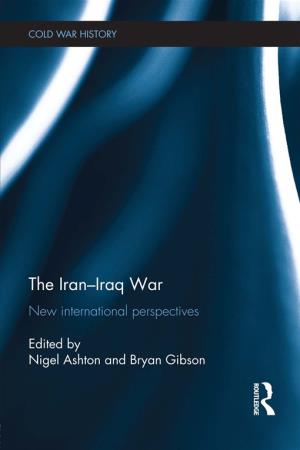 COLD WAR HISTORY
The Iran–Iraq War
New international perspectives
Edited by
Nigel Ashton and Bryan Gibson
ROUTLEDGE